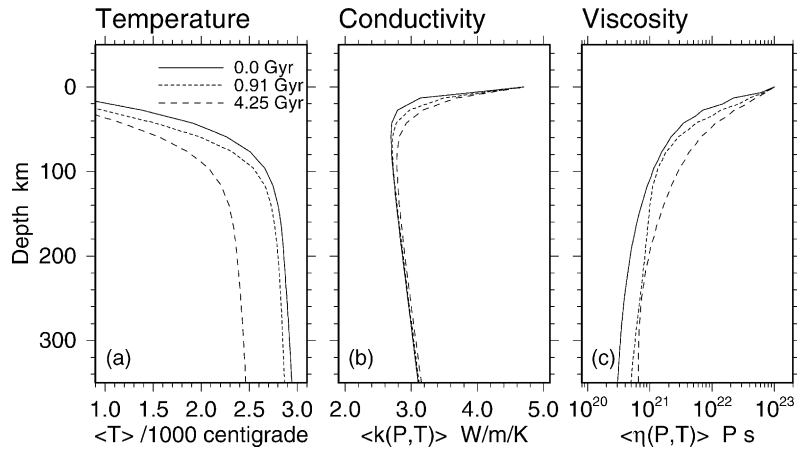 Temperature Conductivity Viscosity
0.0 Gyr
0.91 Gyr
4.25 Gyr
0
100
200
300
Depth km
(a) (b) (c)
1.0 1.5 2.0 2.5 3.0 2.0 3.0 4.0 5.0 10²⁰ 10²¹ 10²² 10²³
<T> /1000 centigrade <k(P,T)> W/m/K <η(P,T)> P s